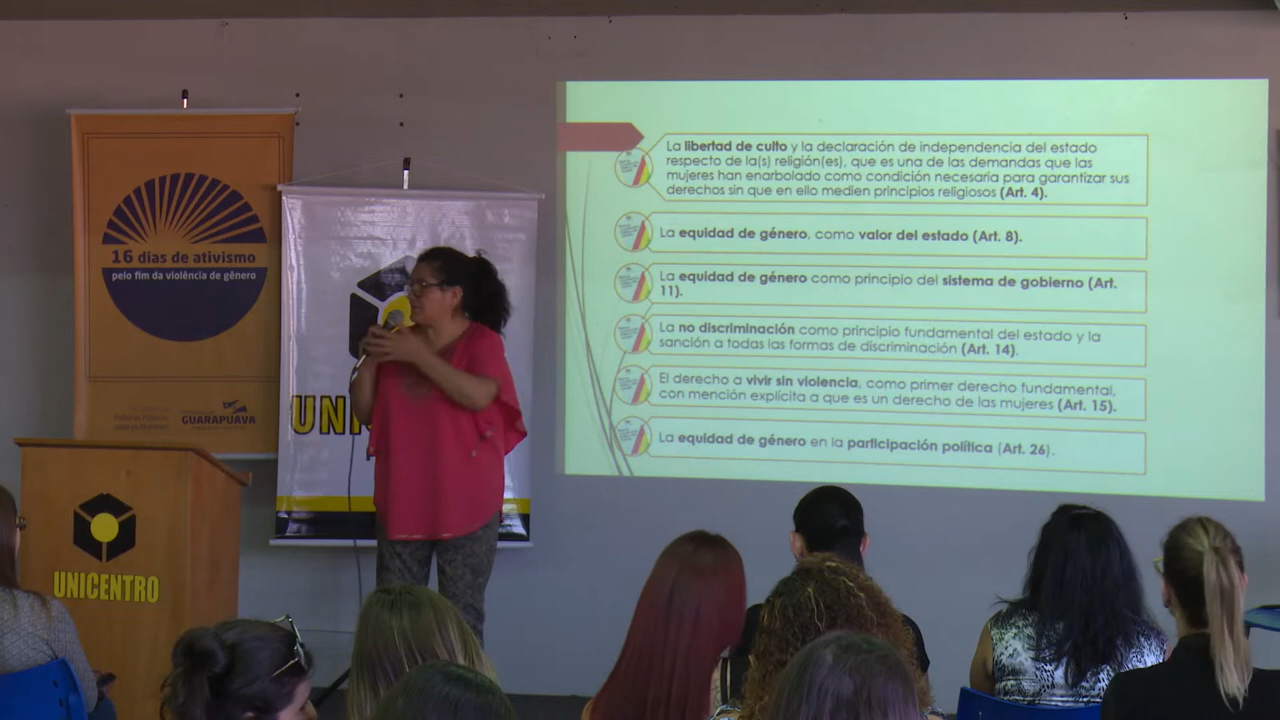 16 dias de ativismo
pelo fim da violência de gênero
GUARAPUAVA
UNI
UNICENTRO
La libertad de culto y la declaración de independencia del estado
respecto de la(s) religión(es), que es una de las demandas que las
mujeres han enarbolado como condición necesaria para garantizar sus
derechos sin que en ello medien principios religiosos (Art. 4).
La equidad de género, como valor del estado (Art. 8).
La equidad de género como principio del sistema de gobierno (Art.
11).
La no discriminación como principio fundamental del estado y la
sanción a todas las formas de discriminación (Art. 14).
El derecho a vivir sin violencia, como primer derecho fundamental,
con mención explícita a que es un derecho de las mujeres (Art. 15).
La equidad de género en la participación política (Art. 26).